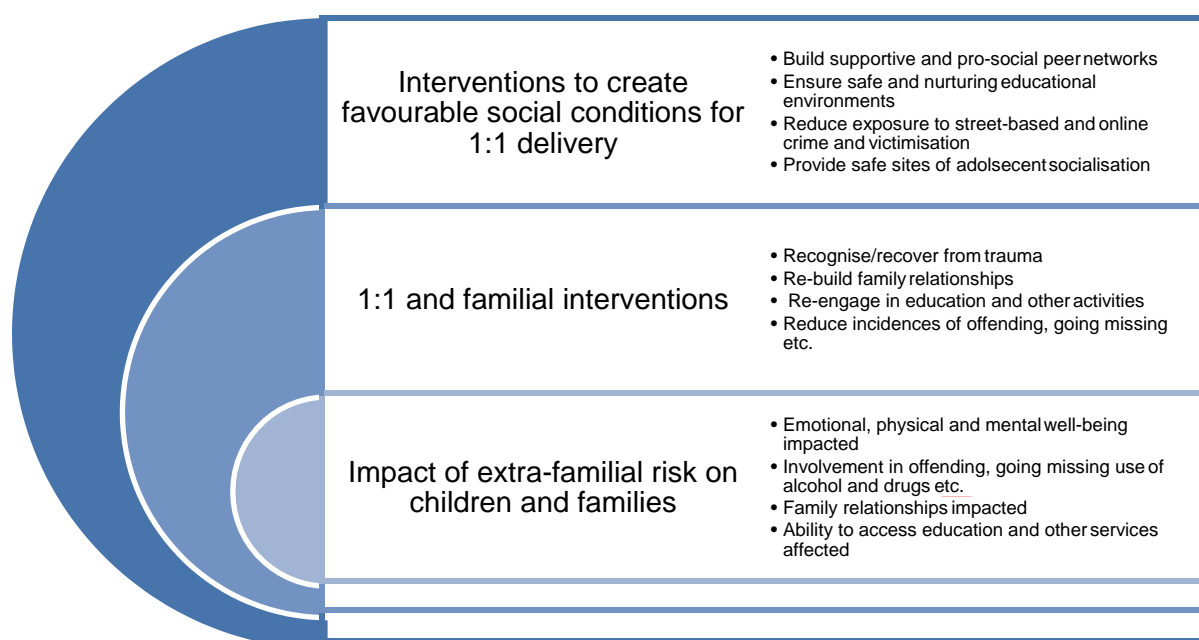 Interventions to create
favourable social conditions for
1:1 delivery
• Build supportive and pro-social peer networks
• Ensure safe and nurturing educational
environments
• Reduce exposure to street-based and online
crime and victimisation
• Provide safe sites of adolsecent socialisation
1:1 and familial interventions
• Recognise/recover from trauma
• Re-build family relationships
• Re-engage in education and other activities
• Reduce incidences of offending, going missing
etc.
Impact of extra-familial risk on
children and families
• Emotional, physical and mental well-being
impacted
• Involvement in offending, going missing use of
alcohol and drugs etc.
• Family relationships impacted
• Ability to access education and other services
affected